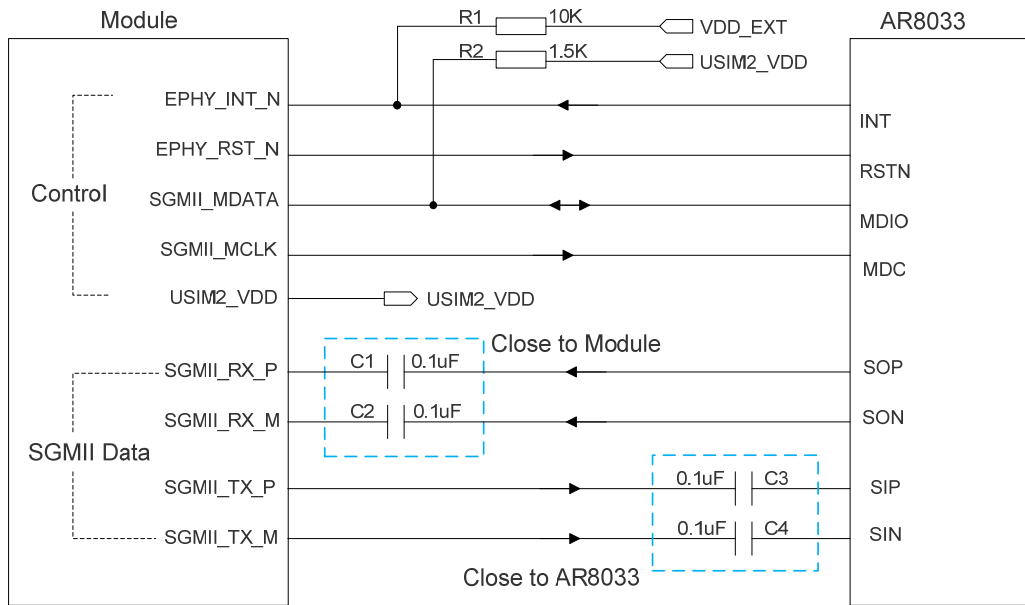 Module
R1
10K
VDD_EXT
AR8033
R2
1.5K
USIM2_VDD
EPHY_INT_N
INT
EPHY_RST_N
RSTN
Control
SGMII_MDATA
MDIO
SGMII_MCLK
MDC
USIM2_VDD
USIM2_VDD
Close to Module
SGMII_RX_P
C1
0.1uF
SOP
SGMII_RX_M
C2
0.1uF
SON
SGMII Data
SGMII_TX_P
0.1uF
C3
SIP
SGMII_TX_M
0.1uF
C4
SIN
Close to AR8033